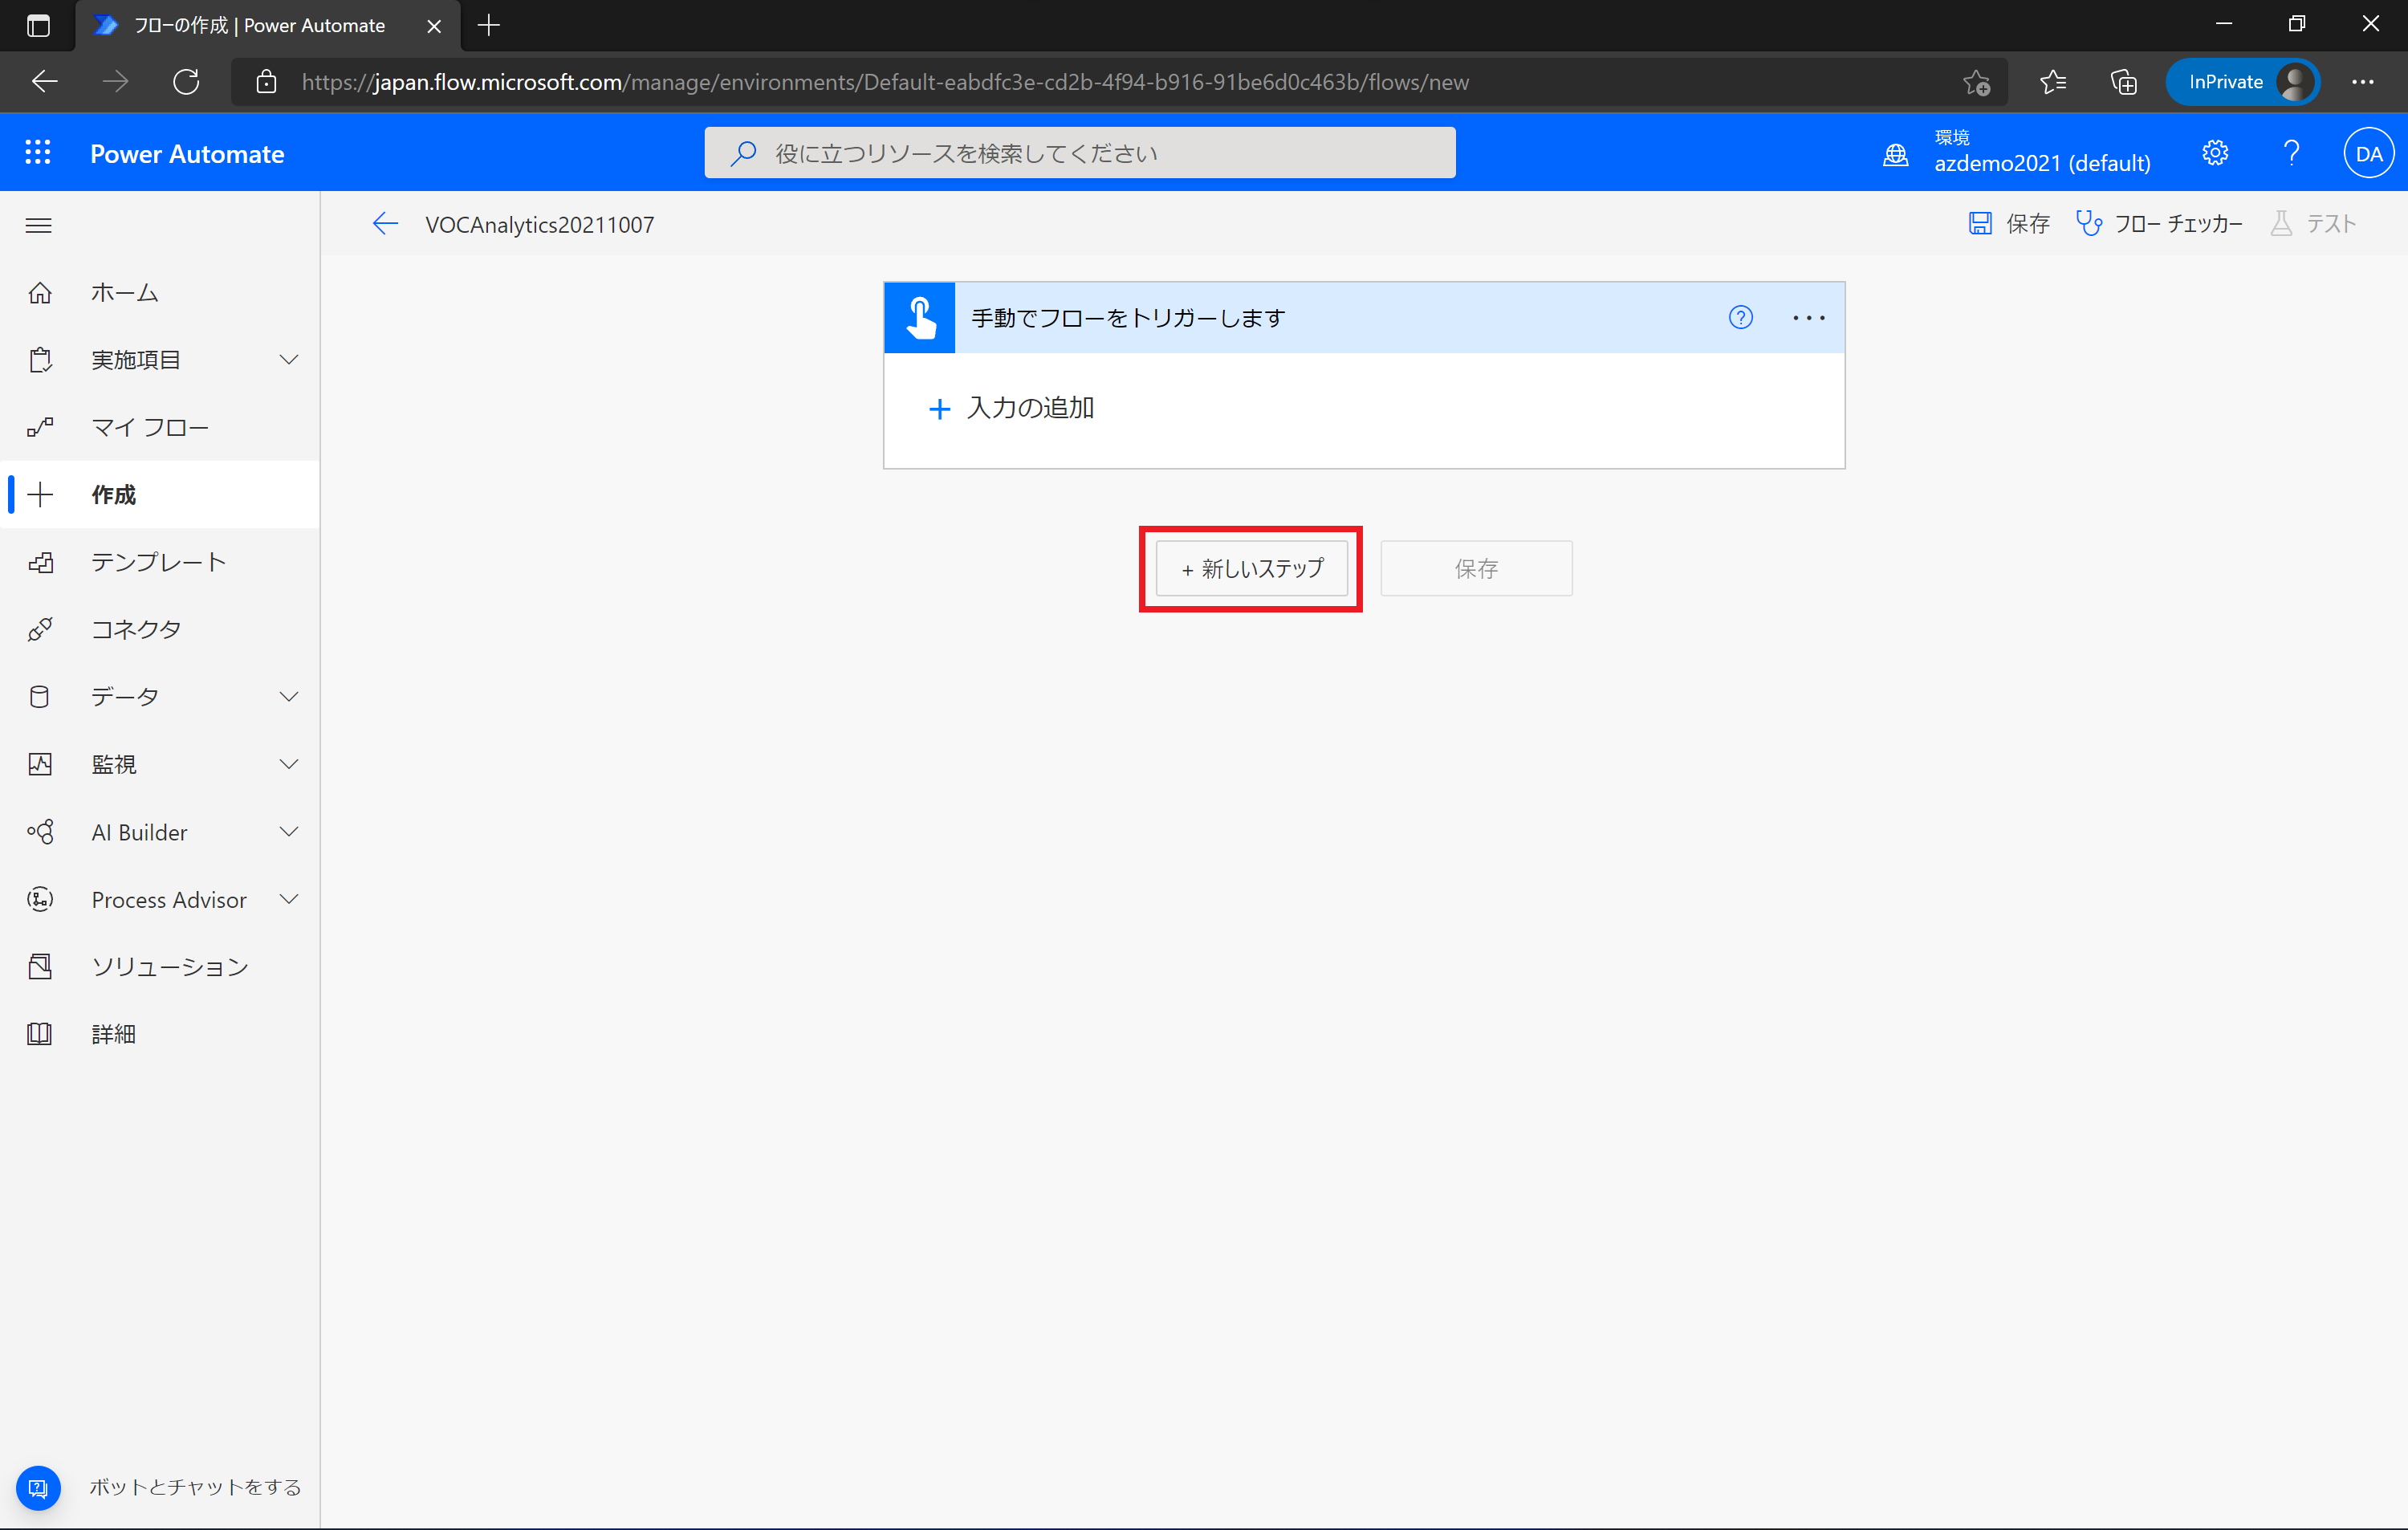 フローの作成 | Power Automate
https://japan.flow.microsoft.com/manage/environments/Default-eabdfc3e-cd2b-4f94-b916-91be6d0c463b/flows/new
InPrivate
Power Automate
役に立つリソースを検索してください
環境
azdemo2021 (default)
DA
VOCAnalytics20211007
保存
フロー チェッカー
テスト
ホーム
実施項目
マイ フロー
作成
テンプレート
コネクタ
データ
監視
AI Builder
Process Advisor
ソリューション
詳細
ボットとチャットをする
手動でフローをトリガーします
+ 入力の追加
+ 新しいステップ
保存